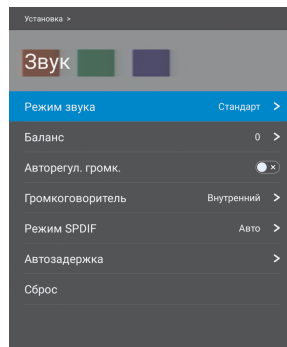 Установка >
Звук
Режим звука Стандарт >
Баланс 0 >
Авторегул. громк.
Громкоговоритель Внутренний >
Режим SPDIF Авто >
Автозадержка >
Сброс